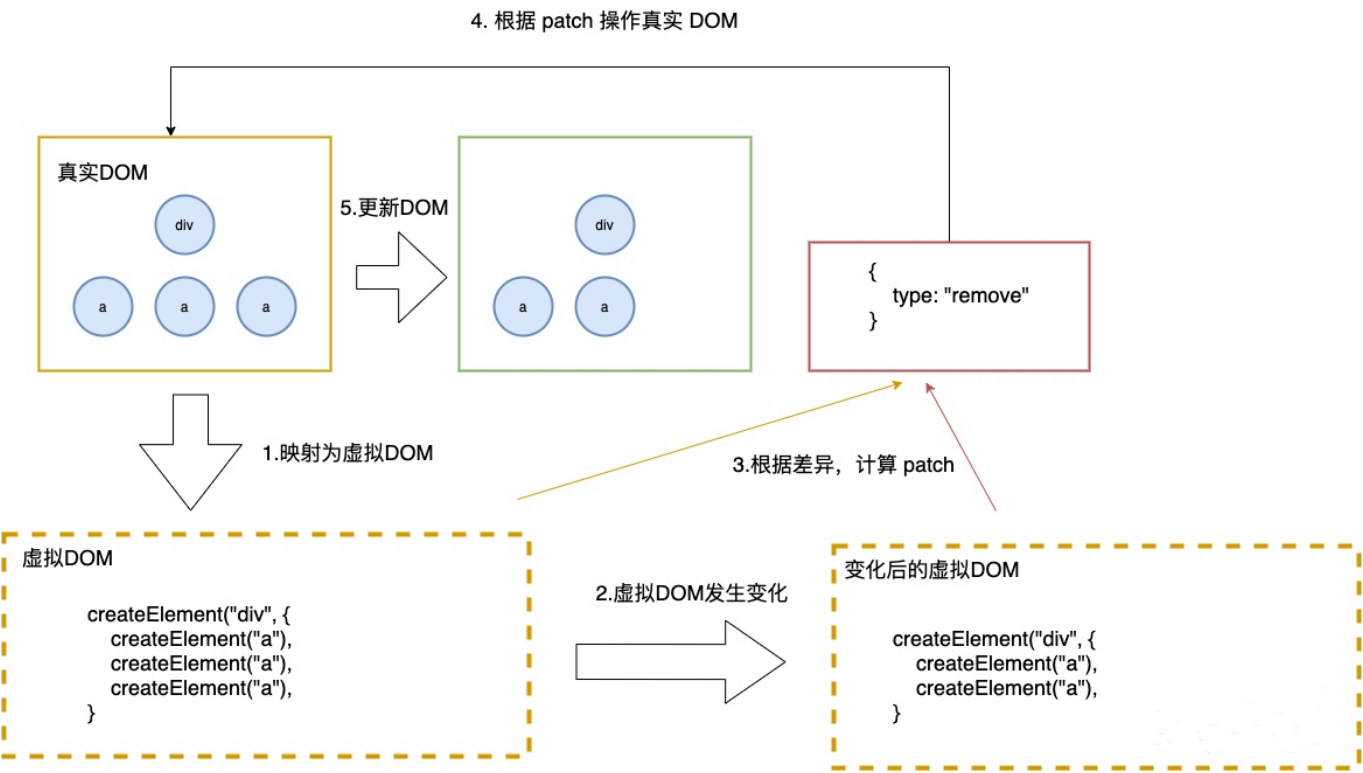 4. 根据 patch 操作真实 DOM
真实DOM
div
a
a
a
5.更新DOM
div
a
a
{
type: "remove"
}
1.映射为虚拟DOM
3.根据差异，计算 patch
虚拟DOM
createElement("div", {
createElement("a"),
createElement("a"),
createElement("a"),
}
2.虚拟DOM发生变化
变化后的虚拟DOM
createElement("div", {
createElement("a"),
createElement("a"),
}